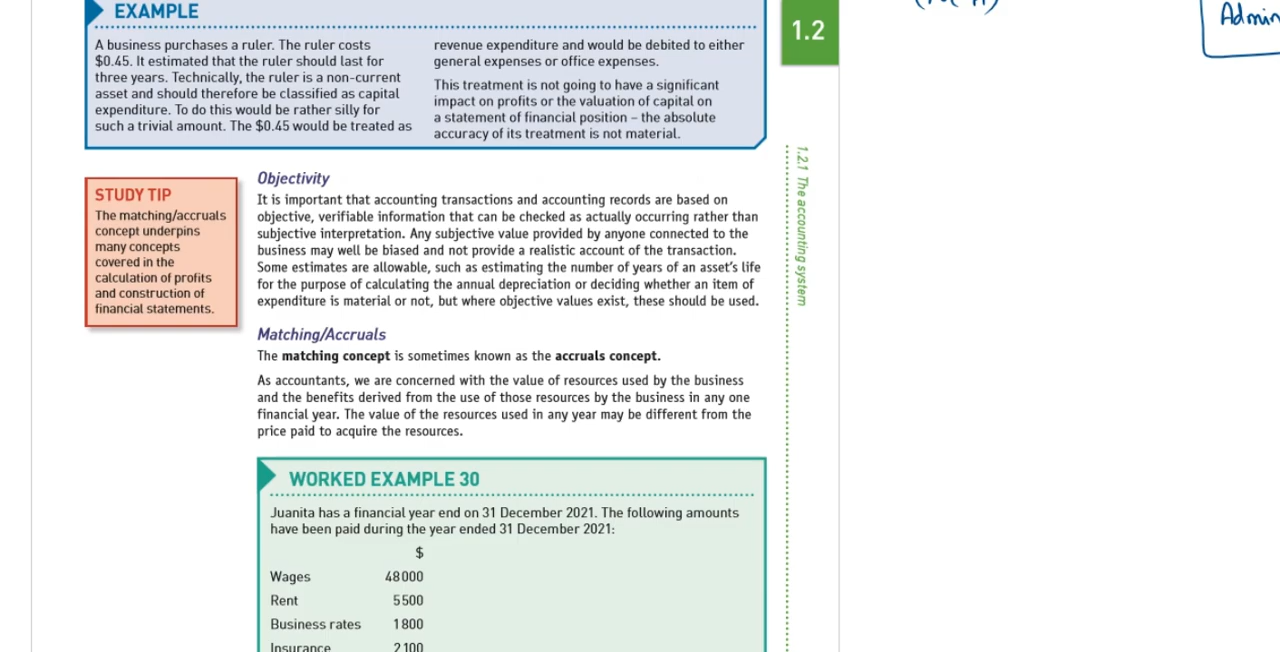 EXAMPLE
A business purchases a ruler. The ruler costs
$0.45. It estimated that the ruler should last for
three years. Technically, the ruler is a non-current
asset and should therefore be classified as capital
expenditure. To do this would be rather silly for
such a trivial amount. The $0.45 would be treated as
revenue expenditure and would be debited to either
general expenses or office expenses.
This treatment is not going to have a significant
impact on profits or the valuation of capital on
a statement of financial position – the absolute
accuracy of its treatment is not material.
1.2
Admin
1.2.1 The accounting system
STUDY TIP
The matching/accruals
concept underpins
many concepts
covered in the
calculation of profits
and construction of
financial statements.
Objectivity
It is important that accounting transactions and accounting records are based on
objective, verifiable information that can be checked as actually occurring rather than
subjective interpretation. Any subjective value provided by anyone connected to the
business may well be biased and not provide a realistic account of the transaction.
Some estimates are allowable, such as estimating the number of years of an asset's life
for the purpose of calculating the annual depreciation or deciding whether an item of
expenditure is material or not, but where objective values exist, these should be used.
Matching/Accruals
The matching concept is sometimes known as the accruals concept.
As accountants, we are concerned with the value of resources used by the business
and the benefits derived from the use of those resources by the business in any one
financial year. The value of the resources used in any year may be different from the
price paid to acquire the resources.
WORKED EXAMPLE 30
Juanita has a financial year end on 31 December 2021. The following amounts
have been paid during the year ended 31 December 2021:
$
Wages 48 000
Rent 5 500
Business rates 1 800
Insurance 2 100